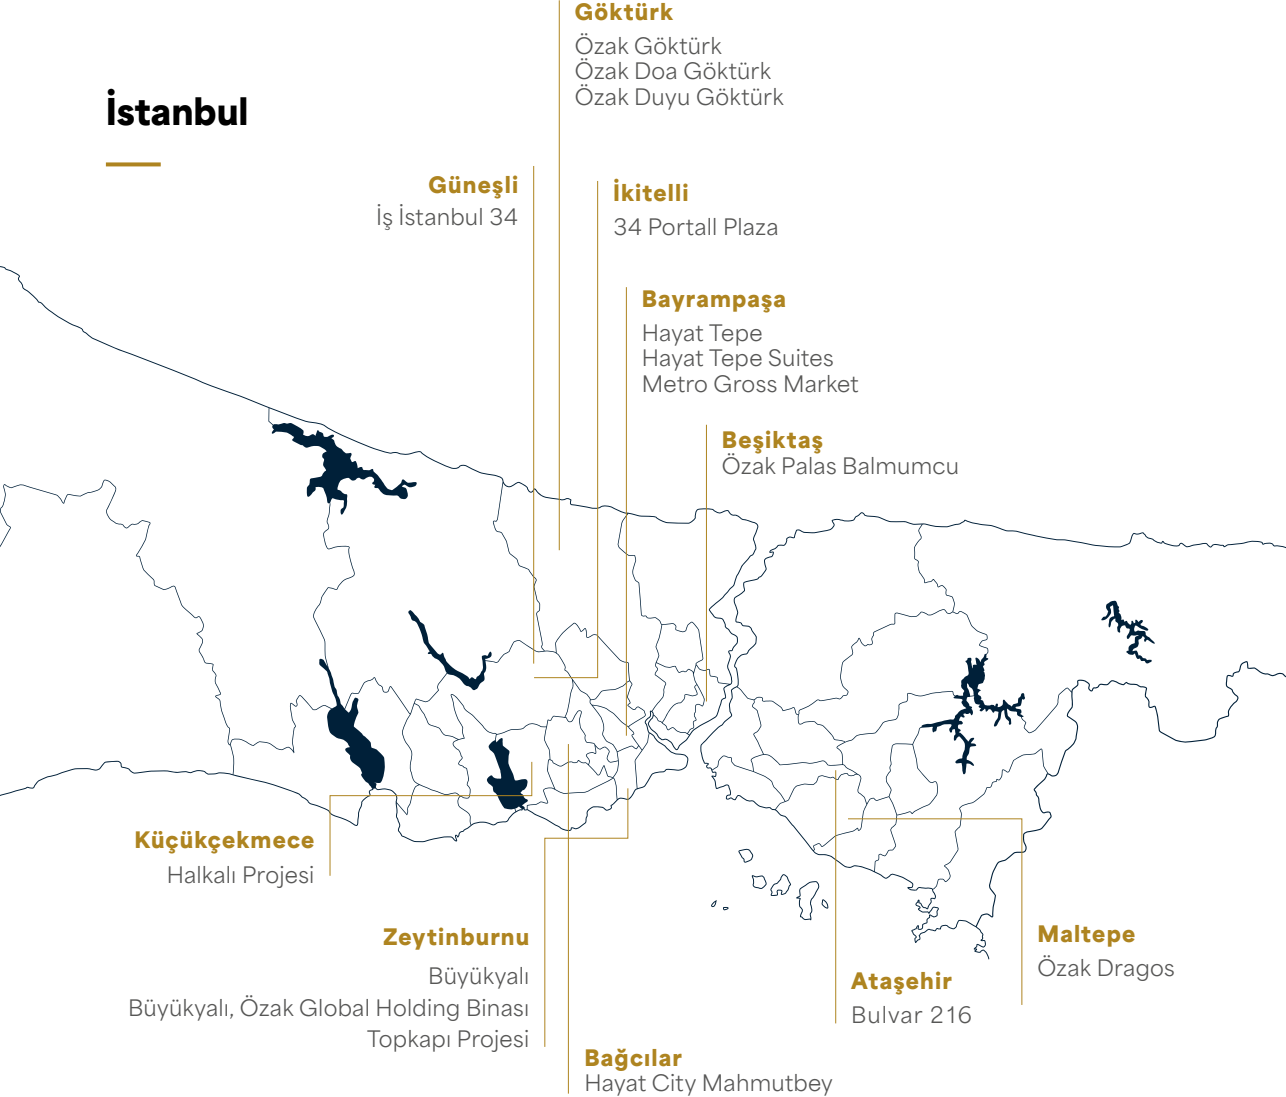 Göktürk
Özak Göktürk
Özak Doa Göktürk
Özak Duyu Göktürk
İstanbul
Güneşli
İş İstanbul 34
İkitelli
34 Portall Plaza
Bayrampaşa
Hayat Tepe
Hayat Tepe Suites
Metro Gross Market
Beşiktaş
Özak Palas Balmumcu
Küçükçekmece
Halkalı Projesi
Zeytinburnu
Büyükyalı
Büyükyalı, Özak Global Holding Binası
Topkapı Projesi
Bağcılar
Hayat City Mahmutbey
Ataşehir
Bulvar 216
Maltepe
Özak Dragos